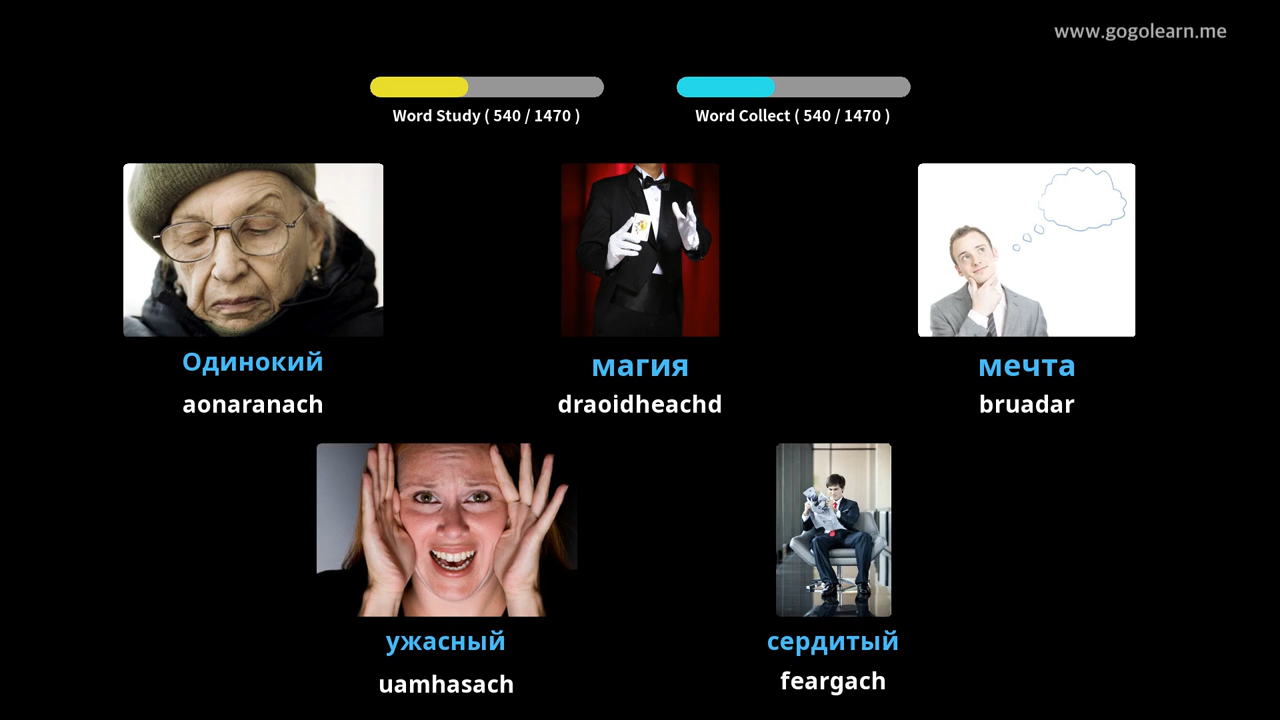 www.gogolearn.me
Word Study ( 540 / 1470 )
Word Collect ( 540 / 1470 )
Одинокий
aonaranach
магия
draoidheachd
мечта
bruadar
ужасный
uamhasach
сердитый
feargach